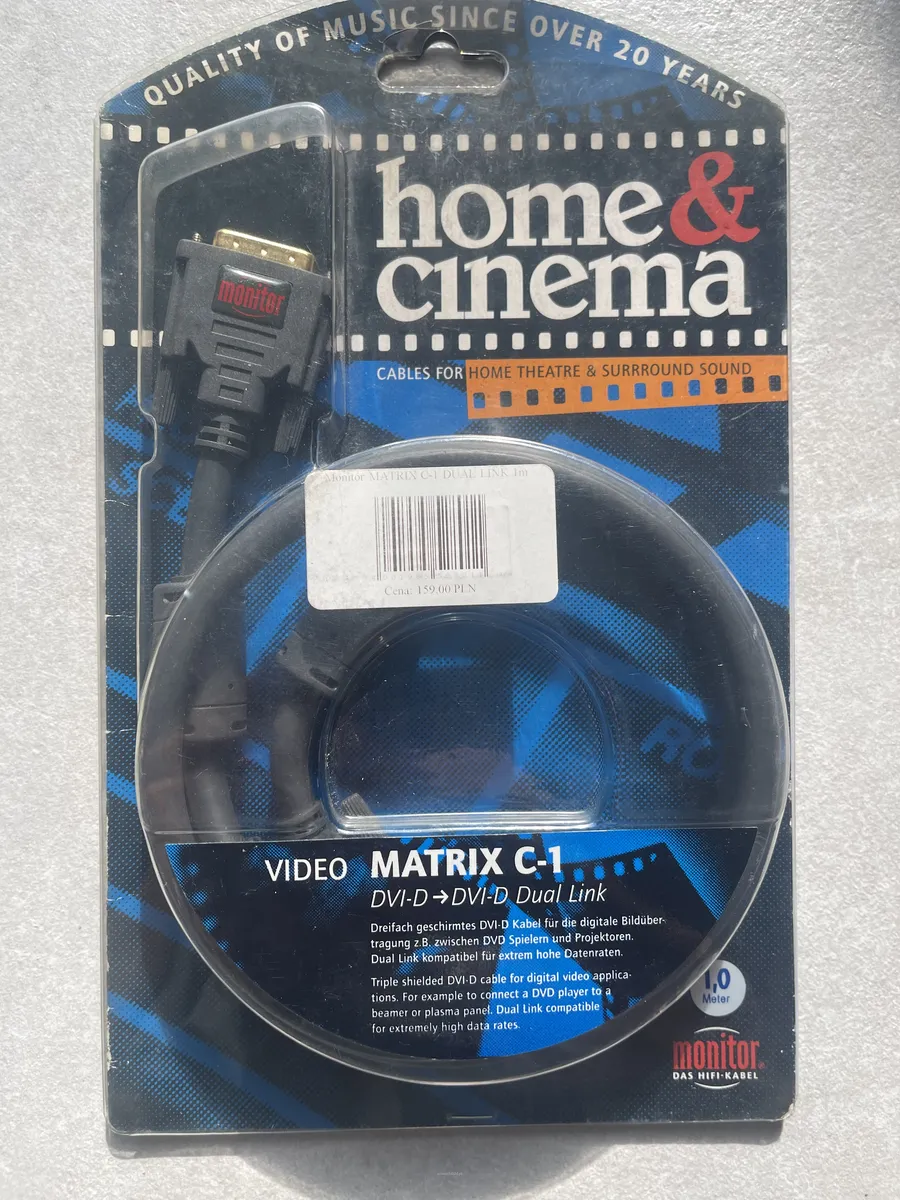 QUALITY OF MUSIC SINCE OVER 20 YEARS
home &
cinema
monitor
CABLES FOR HOME THEATRE & SURRROUND SOUND
Monitor MATRIX C-1 DUAL LINK 1m
Cena: 159,00 PLN
VIDEO MATRIX C-1
DVI-D → DVI-D Dual Link
Dreifach geschirmtes DVI-D Kabel für die digitale Bildüber-
tragung z.B. zwischen DVD Spielern und Projektoren.
Dual Link kompatibel für extrem hohe Datenraten.
Triple shielded DVI-D cable for digital video applica-
tions. For example to connect a DVD player to a
beamer or plasma panel. Dual Link compatible
for extremely high data rates.
1,0
Meter
monitor®
DAS HIFI-KABEL